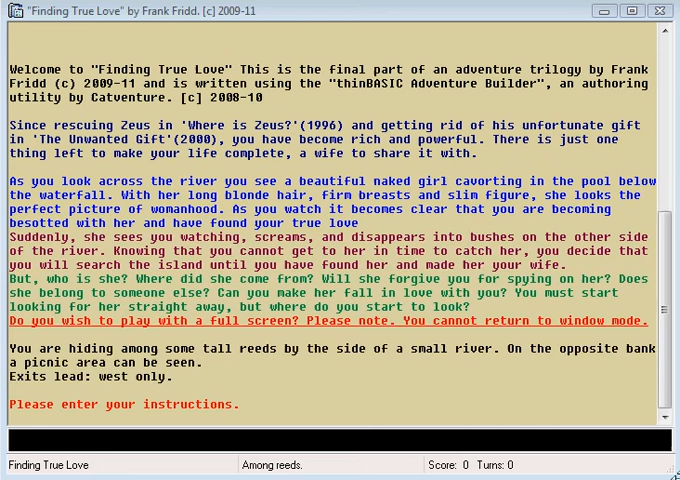 "Finding True Love" by Frank Fridd. [c] 2009-11
Welcome to "Finding True Love" This is the final part of an adventure trilogy by Frank
Fridd (c) 2009-11 and is written using the "thinBASIC Adventure Builder", an authoring
utility by Catventure. [c] 2008-10
Since rescuing Zeus in 'Where is Zeus?'(1996) and getting rid of his unfortunate gift
in 'The Unwanted Gift'(2000), you have become rich and powerful. There is just one
thing left to make your life complete, a wife to share it with.
As you look across the river you see a beautiful naked girl cavorting in the pool below
the waterfall. With her long blonde hair, firm breasts and slim figure, she looks the
perfect picture of womanhood. As you watch it becomes clear that you are becoming
besotted with her and have found your true love
Suddenly, she sees you watching, screams, and disappears into bushes on the other side
of the river. Knowing that you cannot get to her in time to catch her, you decide that
you will search the island until you have found her and made her your wife.
But, who is she? Where did she come from? Will she forgive you for spying on her? Does
she belong to someone else? Can you make her fall in love with you? You must start
looking for her straight away, but where do you start to look?
Do you wish to play with a full screen? Please note. You cannot return to window mode.
You are hiding among some tall reeds by the side of a small river. On the opposite bank
a picnic area can be seen.
Exits lead: west only.
Please enter your instructions.
Finding True Love Among reeds. Score: 0 Turns: 0